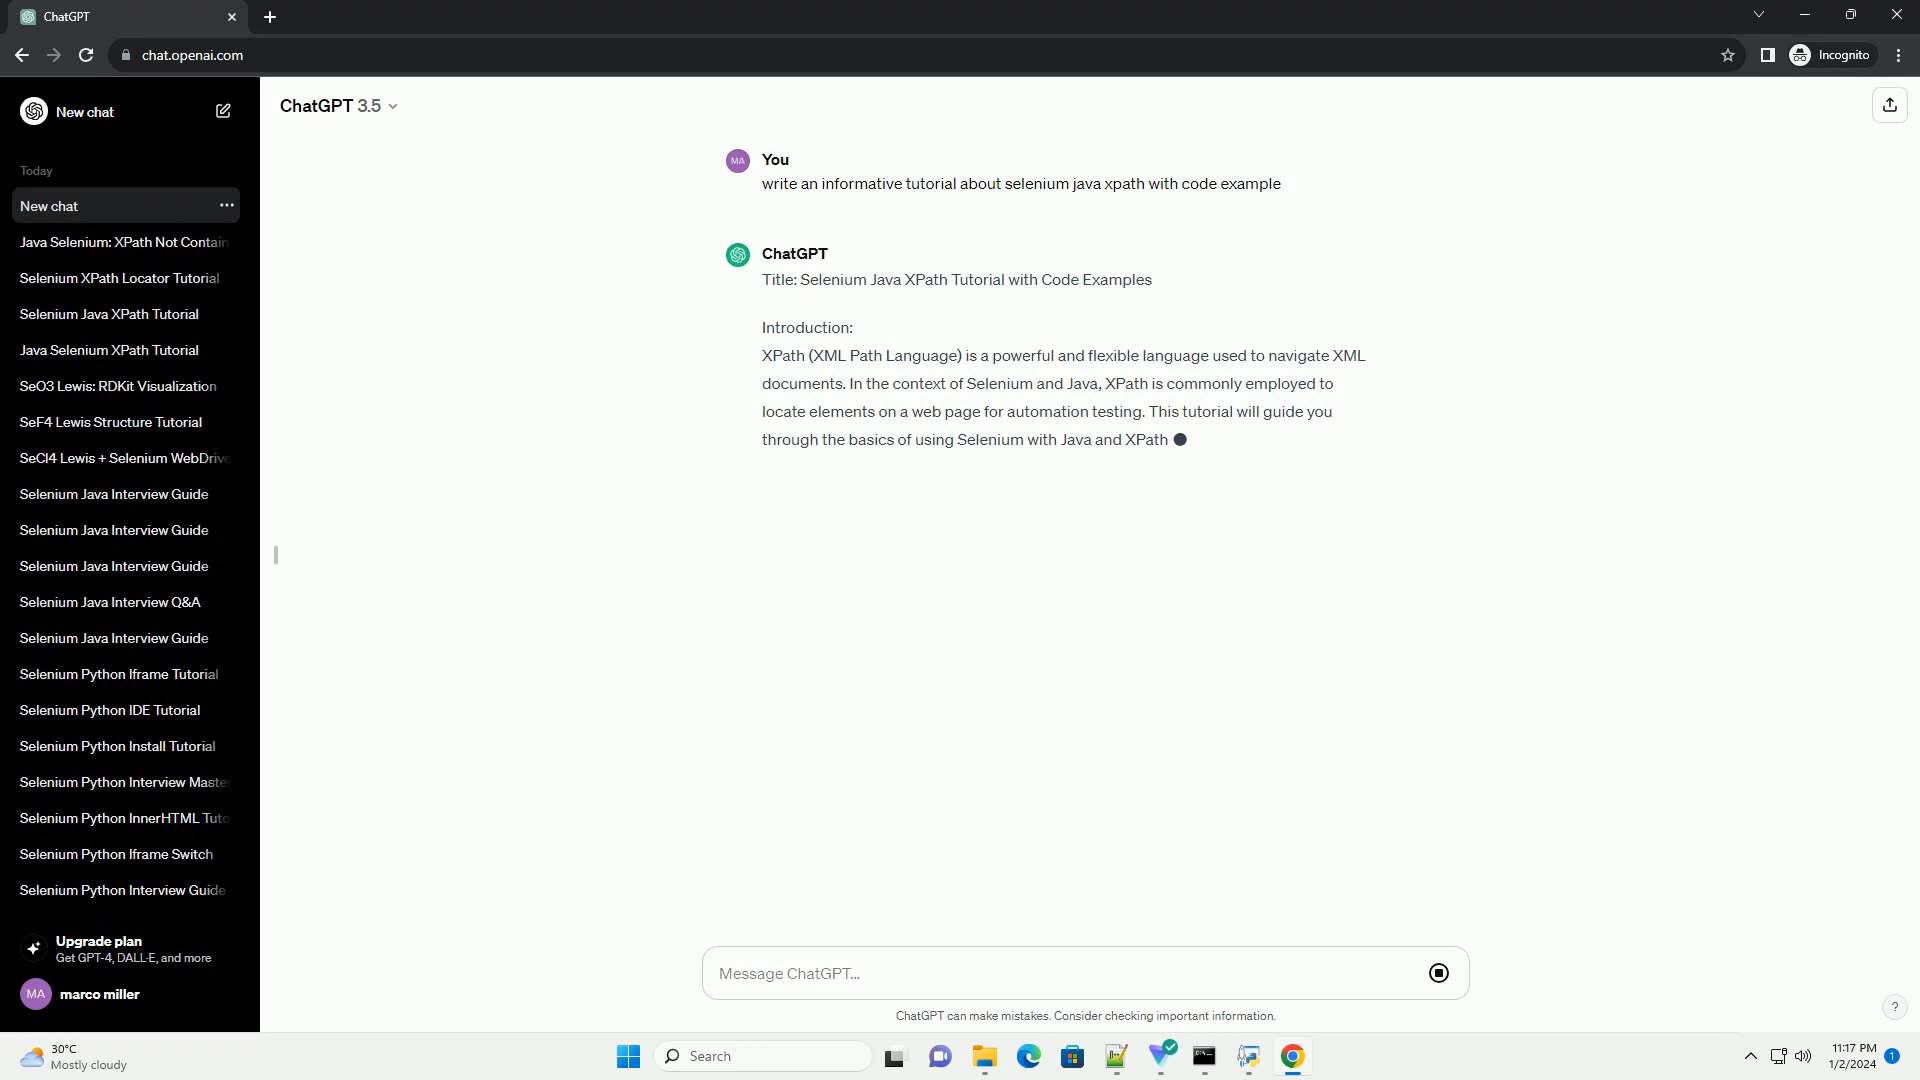 ChatGPT
chat.openai.com
Incognito
New chat
ChatGPT 3.5
Today
New chat
Java Selenium: XPath Not Contain
Selenium XPath Locator Tutorial
Selenium Java XPath Tutorial
Java Selenium XPath Tutorial
SeO3 Lewis: RDKit Visualization
SeF4 Lewis Structure Tutorial
SeCl4 Lewis + Selenium WebDrive
Selenium Java Interview Guide
Selenium Java Interview Guide
Selenium Java Interview Guide
Selenium Java Interview Q&A
Selenium Java Interview Guide
Selenium Python Iframe Tutorial
Selenium Python IDE Tutorial
Selenium Python Install Tutorial
Selenium Python Interview Master
Selenium Python InnerHTML Tuto
Selenium Python Iframe Switch
Selenium Python Interview Guide
Upgrade plan
Get GPT-4, DALL·E, and more
MA
marco miller
MA
You
write an informative tutorial about selenium java xpath with code example
ChatGPT
Title: Selenium Java XPath Tutorial with Code Examples
Introduction:
XPath (XML Path Language) is a powerful and flexible language used to navigate XML
documents. In the context of Selenium and Java, XPath is commonly employed to
locate elements on a web page for automation testing. This tutorial will guide you
through the basics of using Selenium with Java and XPath
Message ChatGPT...
ChatGPT can make mistakes. Consider checking important information.
?
30°C
Mostly cloudy
Search
11:17 PM
1/2/2024
1